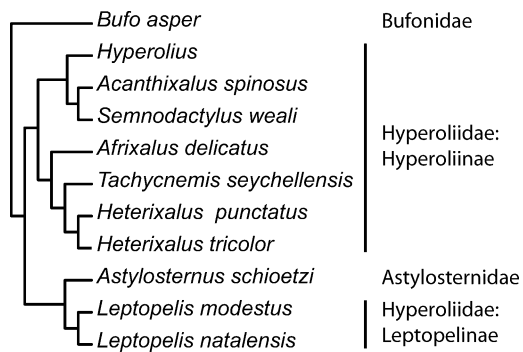 Bufo asper Bufonidae
Hyperolius
Acanthixalus spinosus
Semnodactylus weali
Afrixalus delicatus
Tachycnemis seychellensis
Heterixalus punctatus
Heterixalus tricolor
Hyperoliidae:
Hyperoliinae
Astylosternus schioetzi Astylosternidae
Leptopelis modestus
Leptopelis natalensis
Hyperoliidae:
Leptopelinae